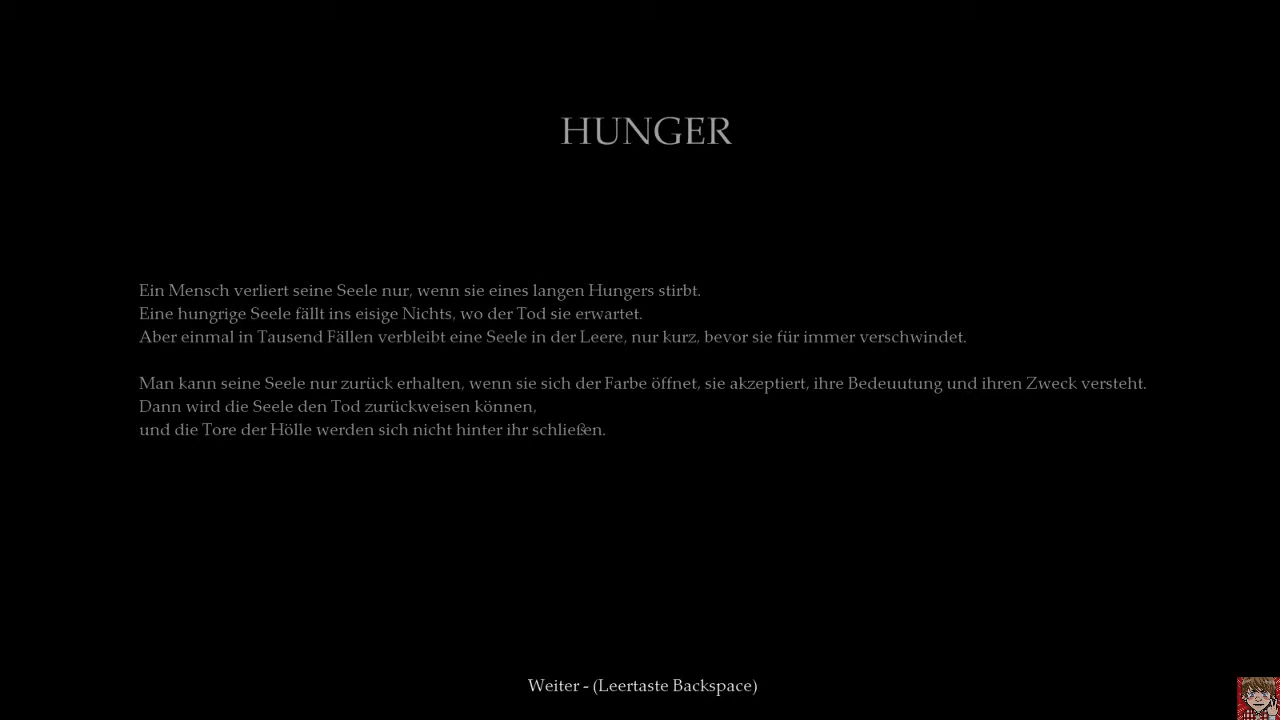 HUNGER
Ein Mensch verliert seine Seele nur, wenn sie eines langen Hungers stirbt.
Eine hungrige Seele fällt ins eisige Nichts, wo der Tod sie erwartet.
Aber einmal in Tausend Fällen verbleibt eine Seele in der Leere, nur kurz, bevor sie für immer verschwindet.
Man kann seine Seele nur zurück erhalten, wenn sie sich der Farbe öffnet, sie akzeptiert, ihre Bedeuutung und ihren Zweck versteht.
Dann wird die Seele den Tod zurückweisen können,
und die Tore der Hölle werden sich nicht hinter ihr schließen.
Weiter - (Leertaste Backspace)